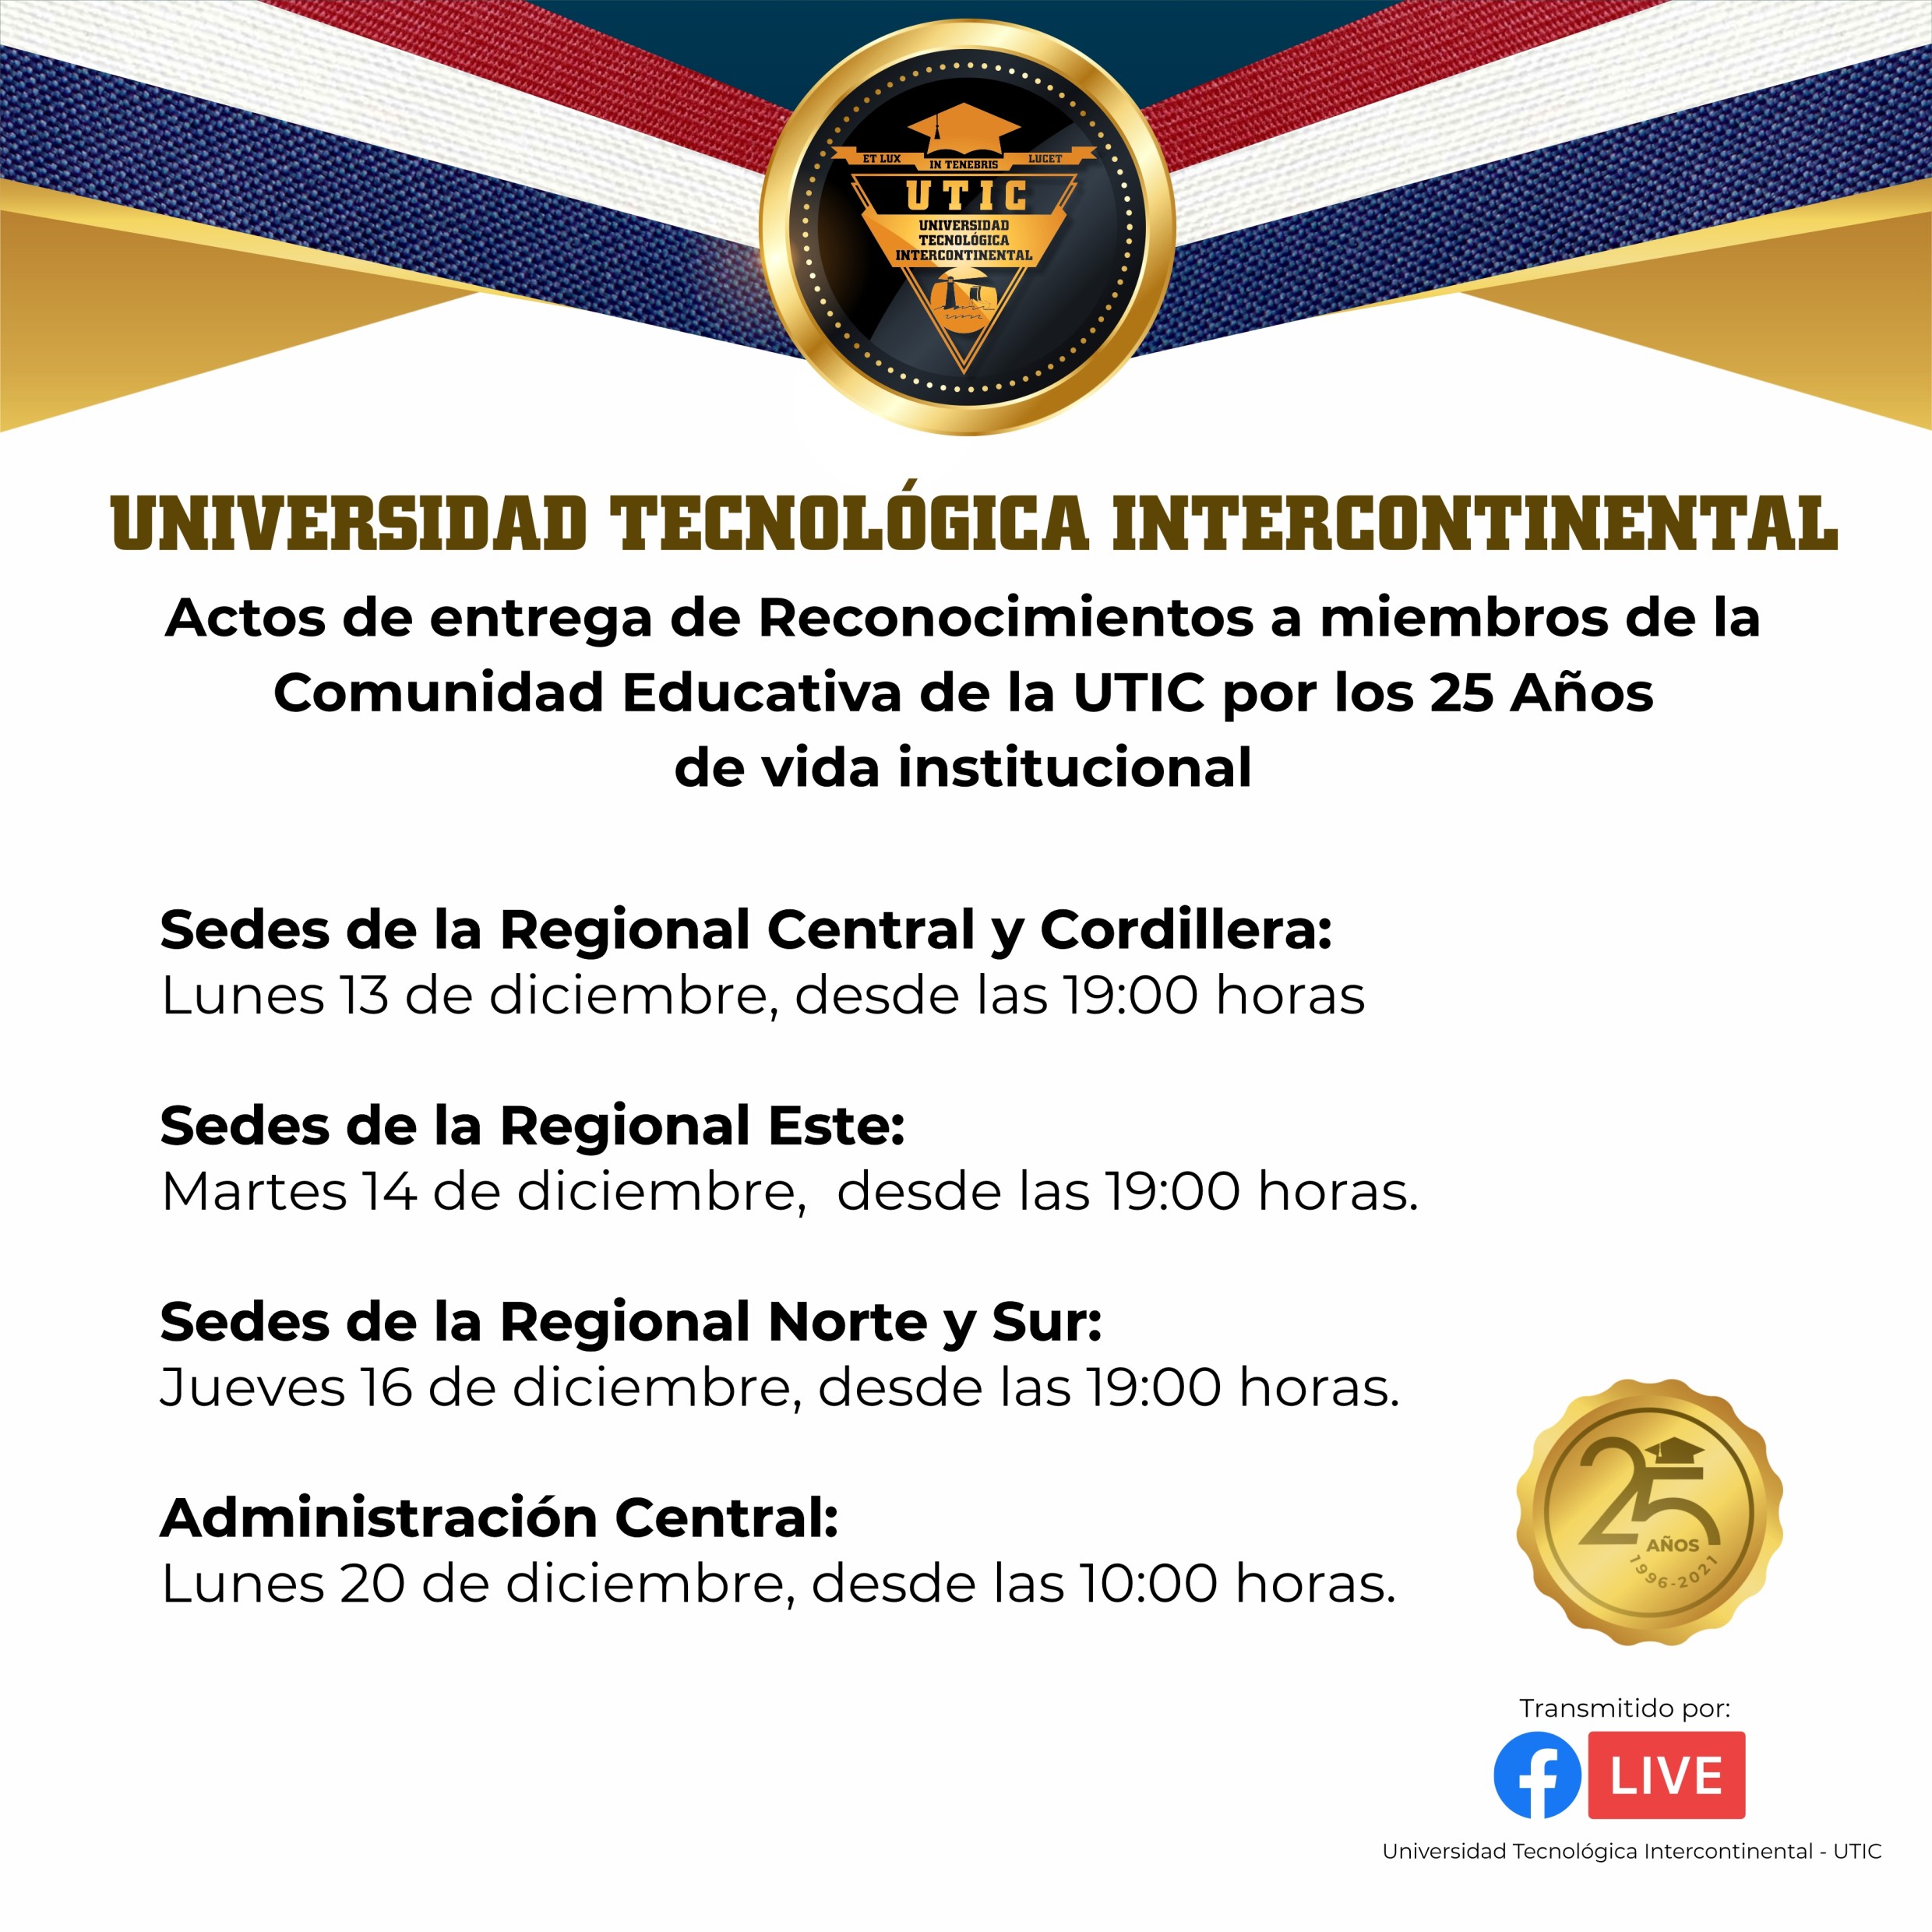 ET LUX IN TENEBRIS LUCET
UTIC
UNIVERSIDAD
TECNOLÓGICA
INTERCONTINENTAL
UNIVERSIDAD TECNOLÓGICA INTERCONTINENTAL
Actos de entrega de Reconocimientos a miembros de la
Comunidad Educativa de la UTIC por los 25 Años
de vida institucional
Sedes de la Regional Central y Cordillera:
Lunes 13 de diciembre, desde las 19:00 horas
Sedes de la Regional Este:
Martes 14 de diciembre,  desde las 19:00 horas.
Sedes de la Regional Norte y Sur:
Jueves 16 de diciembre, desde las 19:00 horas.
Administración Central:
Lunes 20 de diciembre, desde las 10:00 horas.
25
AÑOS
1996-2021
Transmitido por:
f LIVE
Universidad Tecnológica Intercontinental - UTIC